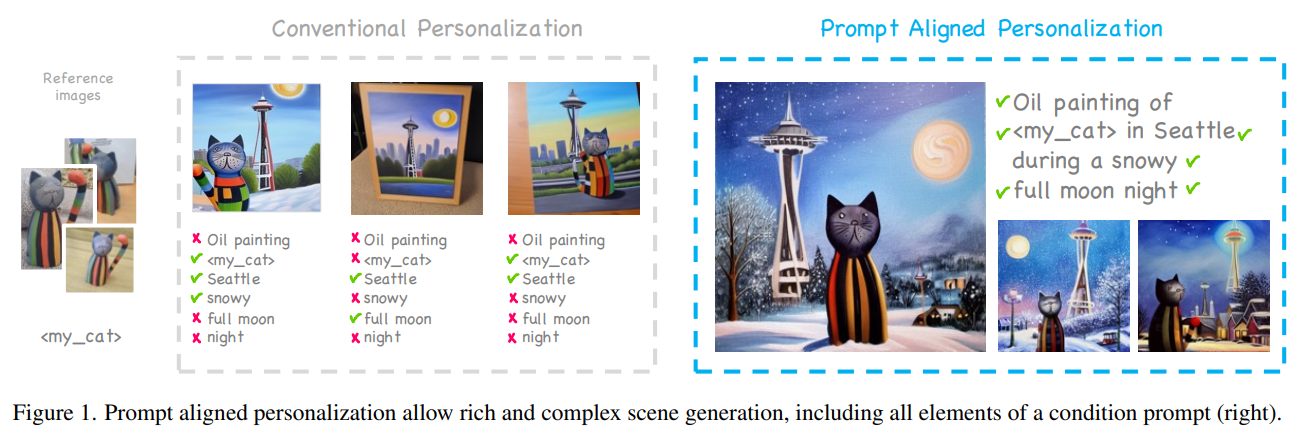 Conventional Personalization
Prompt Aligned Personalization
Reference
images
<my_cat>
Oil painting
<my_cat>
Seattle
snowy
full moon
night
Oil painting
<my_cat>
Seattle
snowy
full moon
night
Oil painting
<my_cat>
Seattle
snowy
full moon
night
Oil painting of
<my_cat> in Seattle
during a snowy
full moon night
Figure 1. Prompt aligned personalization allow rich and complex scene generation, including all elements of a condition prompt (right).